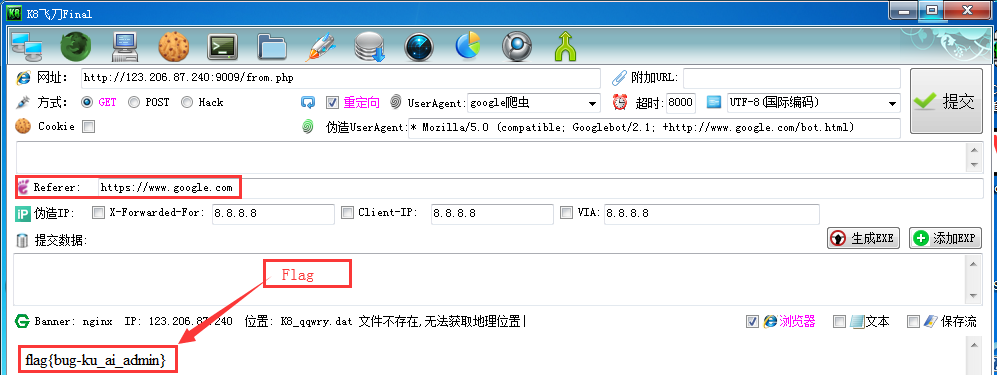 K8飞刀Final
网址: http://123.206.87.240:9009/from.php 附加URL:
方式: GET POST Hack 重定向 UserAgent: google爬虫 超时: 8000 UTF-8(国际编码) 提交
Cookie 伪造UserAgent: * Mozilla/5.0 (compatible; Googlebot/2.1; +http://www.google.com/bot.html)
Referer: https://www.google.com
iP 伪造IP: X-Forwarded-For: 8.8.8.8 Client-IP: 8.8.8.8 VIA: 8.8.8.8
提交数据: 生成EXE 添加EXP
Flag
Banner: nginx IP: 123.206.87.240 位置: K8_qqwry.dat 文件不存在,无法获取地理位置| 浏览器 文本 保存流
flag{bug-ku_ai_admin}